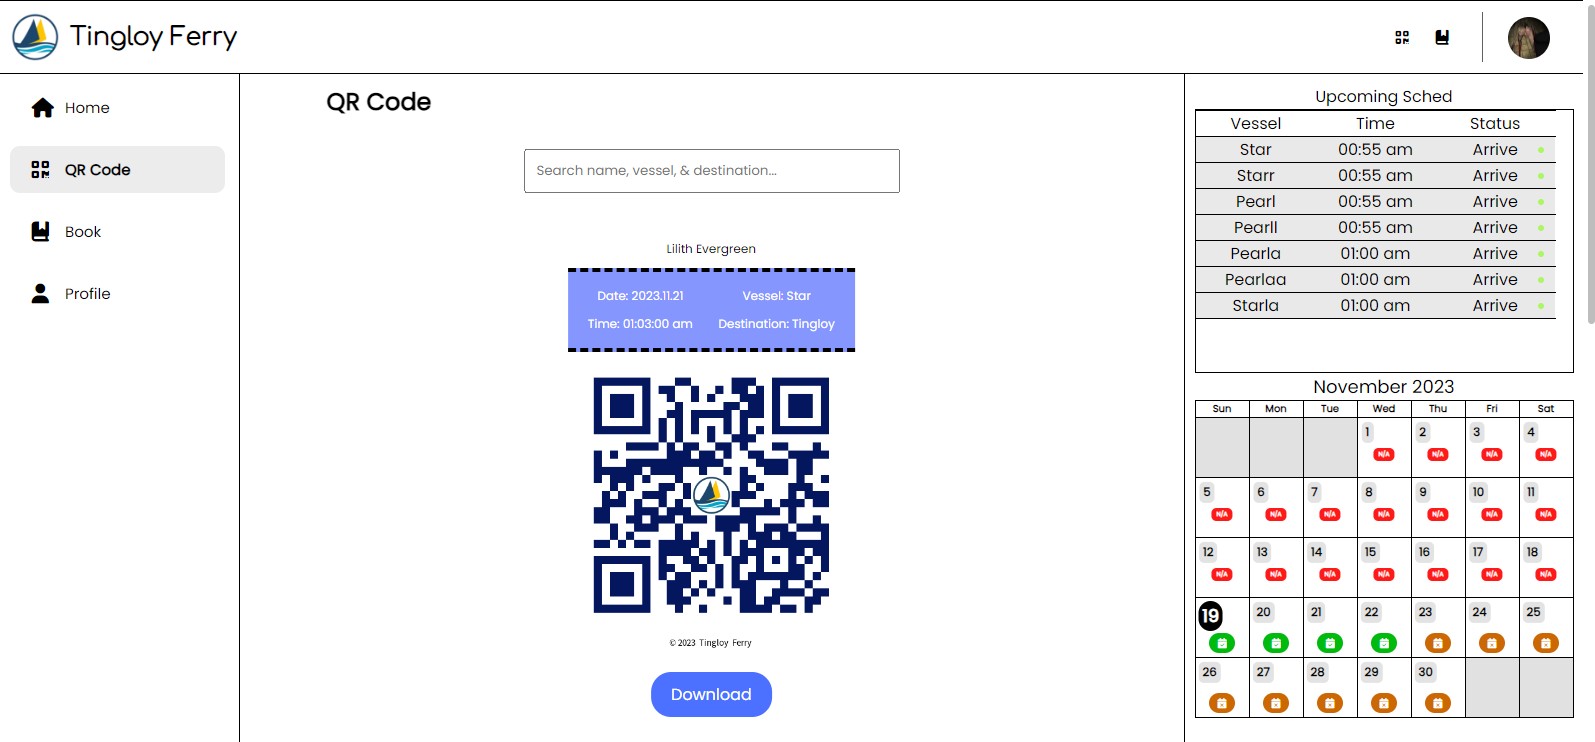 Tingloy Ferry
Home
QR Code
Book
Profile
QR Code
Search name, vessel, & destination...
Lilith Evergreen
Date: 2023.11.21 Vessel: Star
Time: 01:03:00 am Destination: Tingloy
© 2023 Tingloy Ferry
Download
Upcoming Sched
Vessel Time Status
Star 00:55 am Arrive
Starr 00:55 am Arrive
Pearl 00:55 am Arrive
Pearll 00:55 am Arrive
Pearla 01:00 am Arrive
Pearlaa 01:00 am Arrive
Starla 01:00 am Arrive
November 2023
Sun Mon Tue Wed Thu Fri Sat
1 2 3 4
N/A N/A N/A N/A
5 6 7 8 9 10 11
N/A N/A N/A N/A N/A N/A N/A
12 13 14 15 16 17 18
N/A N/A N/A N/A N/A N/A N/A
19 20 21 22 23 24 25
26 27 28 29 30